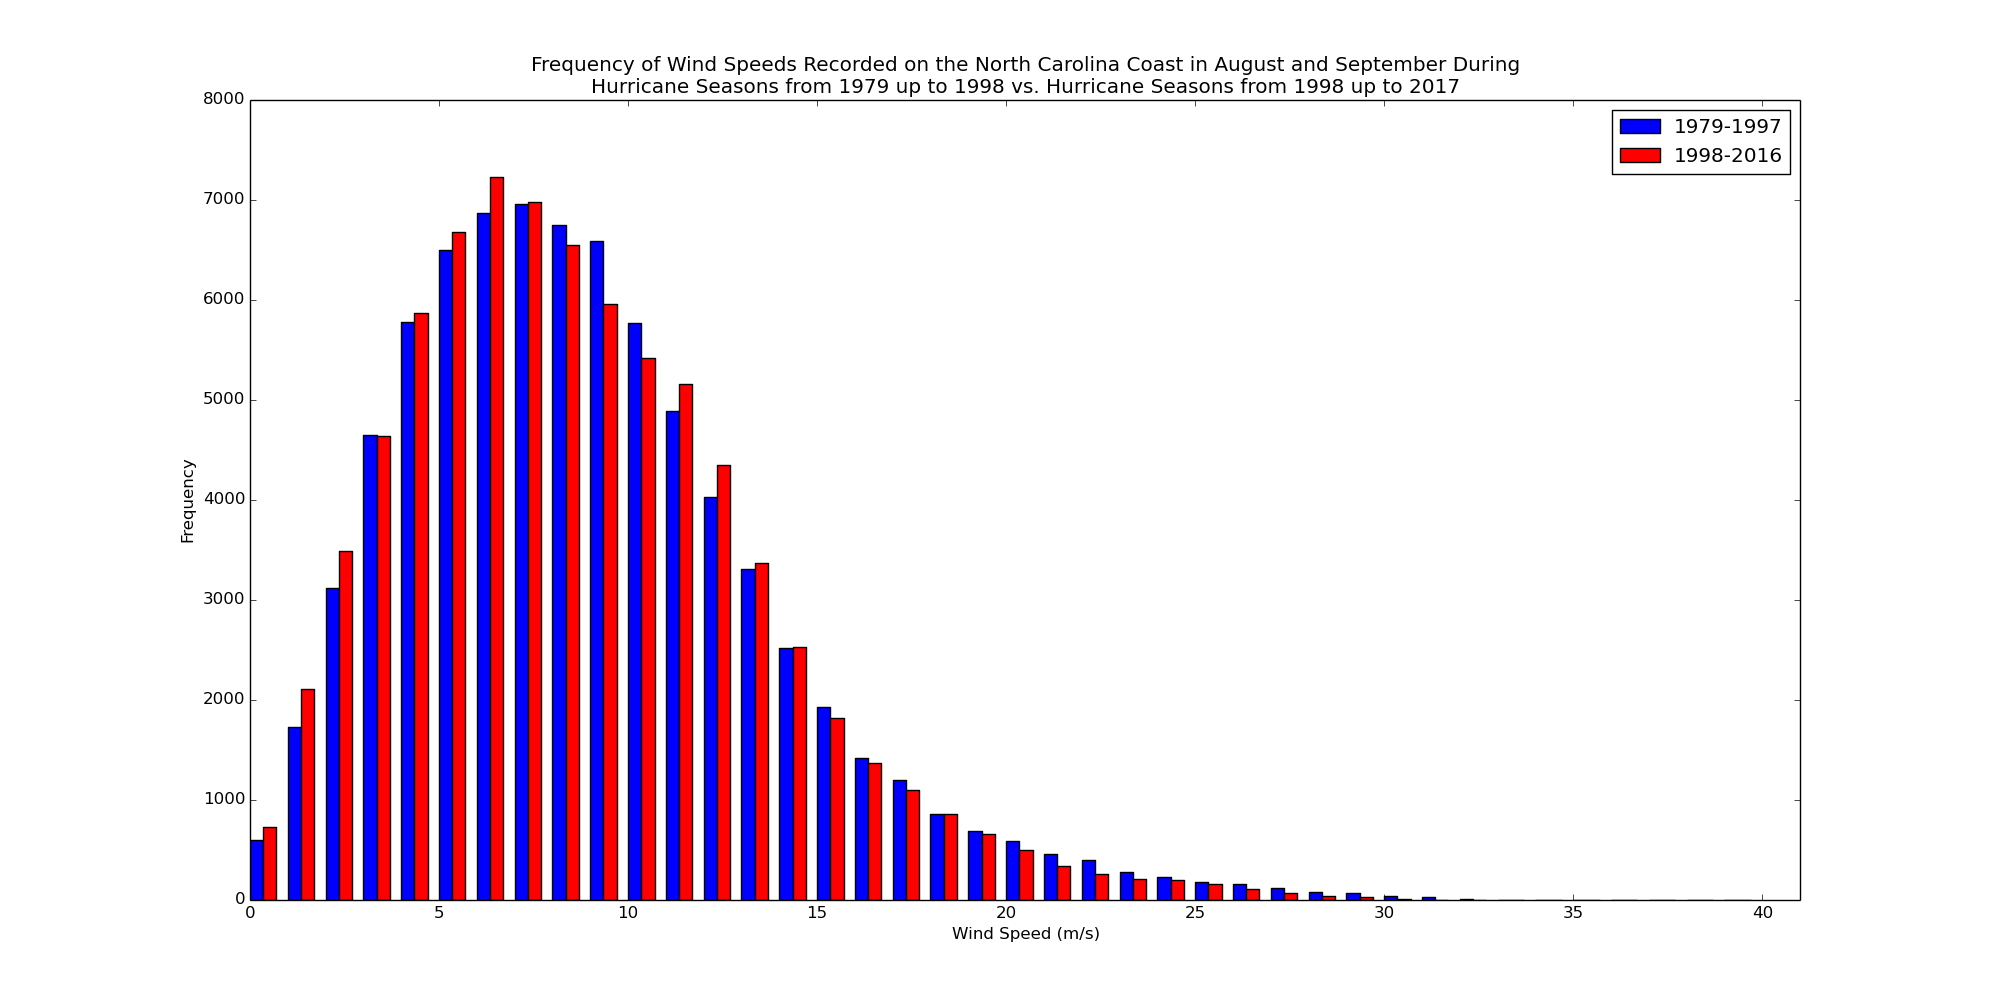 Frequency of Wind Speeds Recorded on the North Carolina Coast in August and September During
Hurricane Seasons from 1979 up to 1998 vs. Hurricane Seasons from 1998 up to 2017
1979-1997
1998-2016
8000
7000
6000
5000
4000
3000
2000
1000
0
Frequency
0 5 10 15 20 25 30 35 40
Wind Speed (m/s)